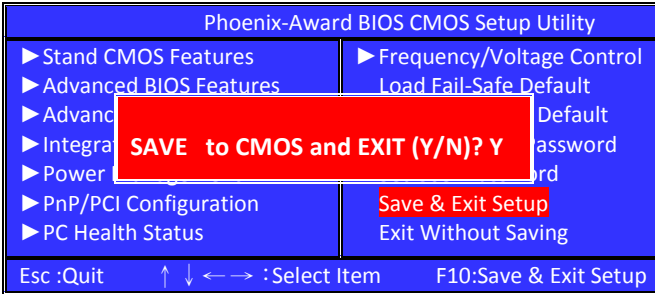 Phoenix-Award BIOS CMOS Setup Utility
►Stand CMOS Features
►Advanced BIOS Features
►Advanc
►Integra
►Power
►PnP/PCI Configuration
►PC Health Status
►Frequency/Voltage Control
Load Fail-Safe Default
Default
Password
rd
Save & Exit Setup
Exit Without Saving
SAVE to CMOS and EXIT (Y/N)? Y
Esc :Quit ↑↓←→ :Select Item F10:Save & Exit Setup